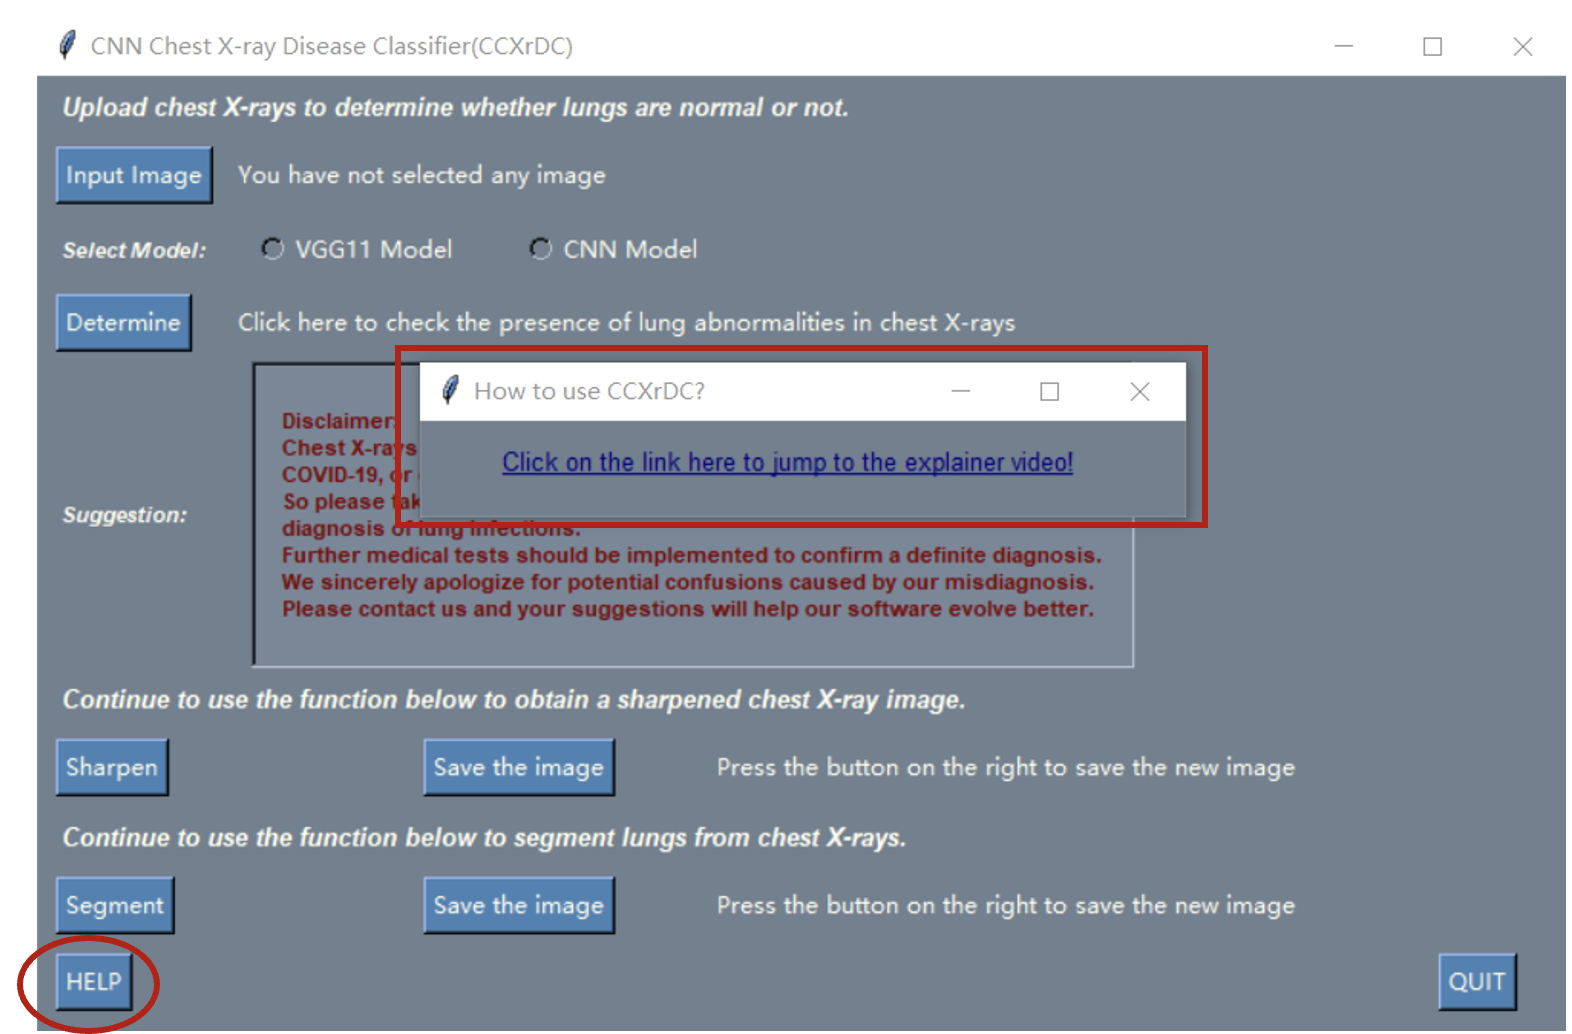 CNN Chest X-ray Disease Classifier(CCXrDC)
Upload chest X-rays to determine whether lungs are normal or not.
Input Image You have not selected any image
Select Model: VGG11 Model CNN Model
Determine Click here to check the presence of lung abnormalities in chest X-rays
How to use CCXrDC?
Click on the link here to jump to the explainer video!
Suggestion:
Disclaimer:
Chest X-rays
COVID-19, or
So please
diagnosis of lung infections.
Further medical tests should be implemented to confirm a definite diagnosis.
We sincerely apologize for potential confusions caused by our misdiagnosis.
Please contact us and your suggestions will help our software evolve better.
Continue to use the function below to obtain a sharpened chest X-ray image.
Sharpen Save the image Press the button on the right to save the new image
Continue to use the function below to segment lungs from chest X-rays.
Segment Save the image Press the button on the right to save the new image
HELP QUIT